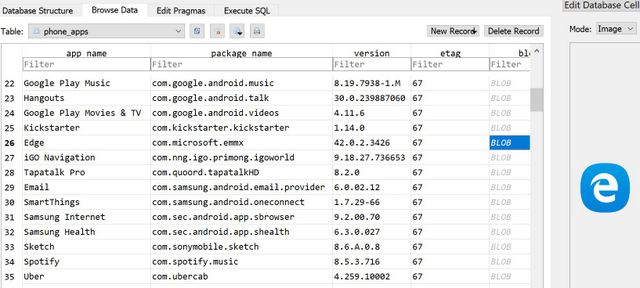 Database Structure Browse Data Edit Pragmas Execute SQL Edit Database Cell
Table: phone_apps New Record Delete Record Mode: Image
app name package name version etag
Filter Filter Filter Filter Filter
22 Google Play Music com.google.android.music 8.19.7938-1.M 67 BLOB
23 Hangouts com.google.android.talk 30.0.239887060 67 BLOB
24 Google Play Movies & TV com.google.android.videos 4.11.6 67 BLOB
25 Kickstarter com.kickstarter.kickstarter 1.14.0 67 BLOB
26 Edge com.microsoft.emmx 42.0.2.3426 67 BLOB
27 iGO Navigation com.nng.igo.primong.igoworld 9.18.27.736653 67 BLOB
28 Tapatalk Pro com.quoord.tapatalkHD 8.2.0 67 BLOB
29 Email com.samsung.android.email.provider 6.0.02.12 67 BLOB
30 SmartThings com.samsung.android.oneconnect 1.7.29-66 67 BLOB
31 Samsung Internet com.sec.android.app.sbrowser 9.2.00.70 67 BLOB
32 Samsung Health com.sec.android.app.shealth 6.3.0.027 67 BLOB
33 Sketch com.sonymobile.sketch 8.6.A.0.8 67 BLOB
34 Spotify com.spotify.music 8.5.3.716 67 BLOB
35 Uber com.ubercab 4.259.10002 67 BLOB